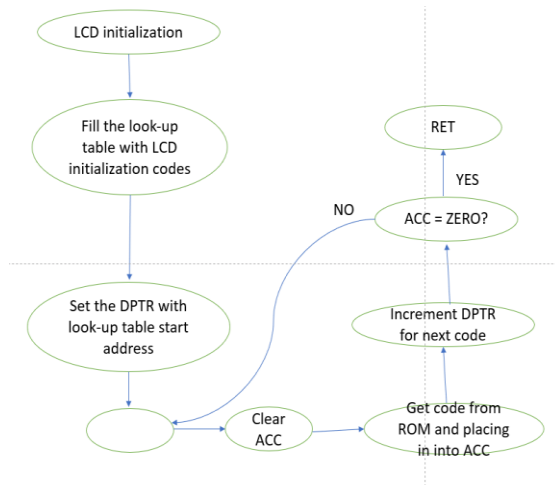 LCD initialization
Fill the look-up
table with LCD
initialization codes
Set the DPTR with
look-up table start
address
Clear
ACC
Get code from
ROM and placing
in into ACC
Increment DPTR
for next code
ACC = ZERO?
NO
YES
RET